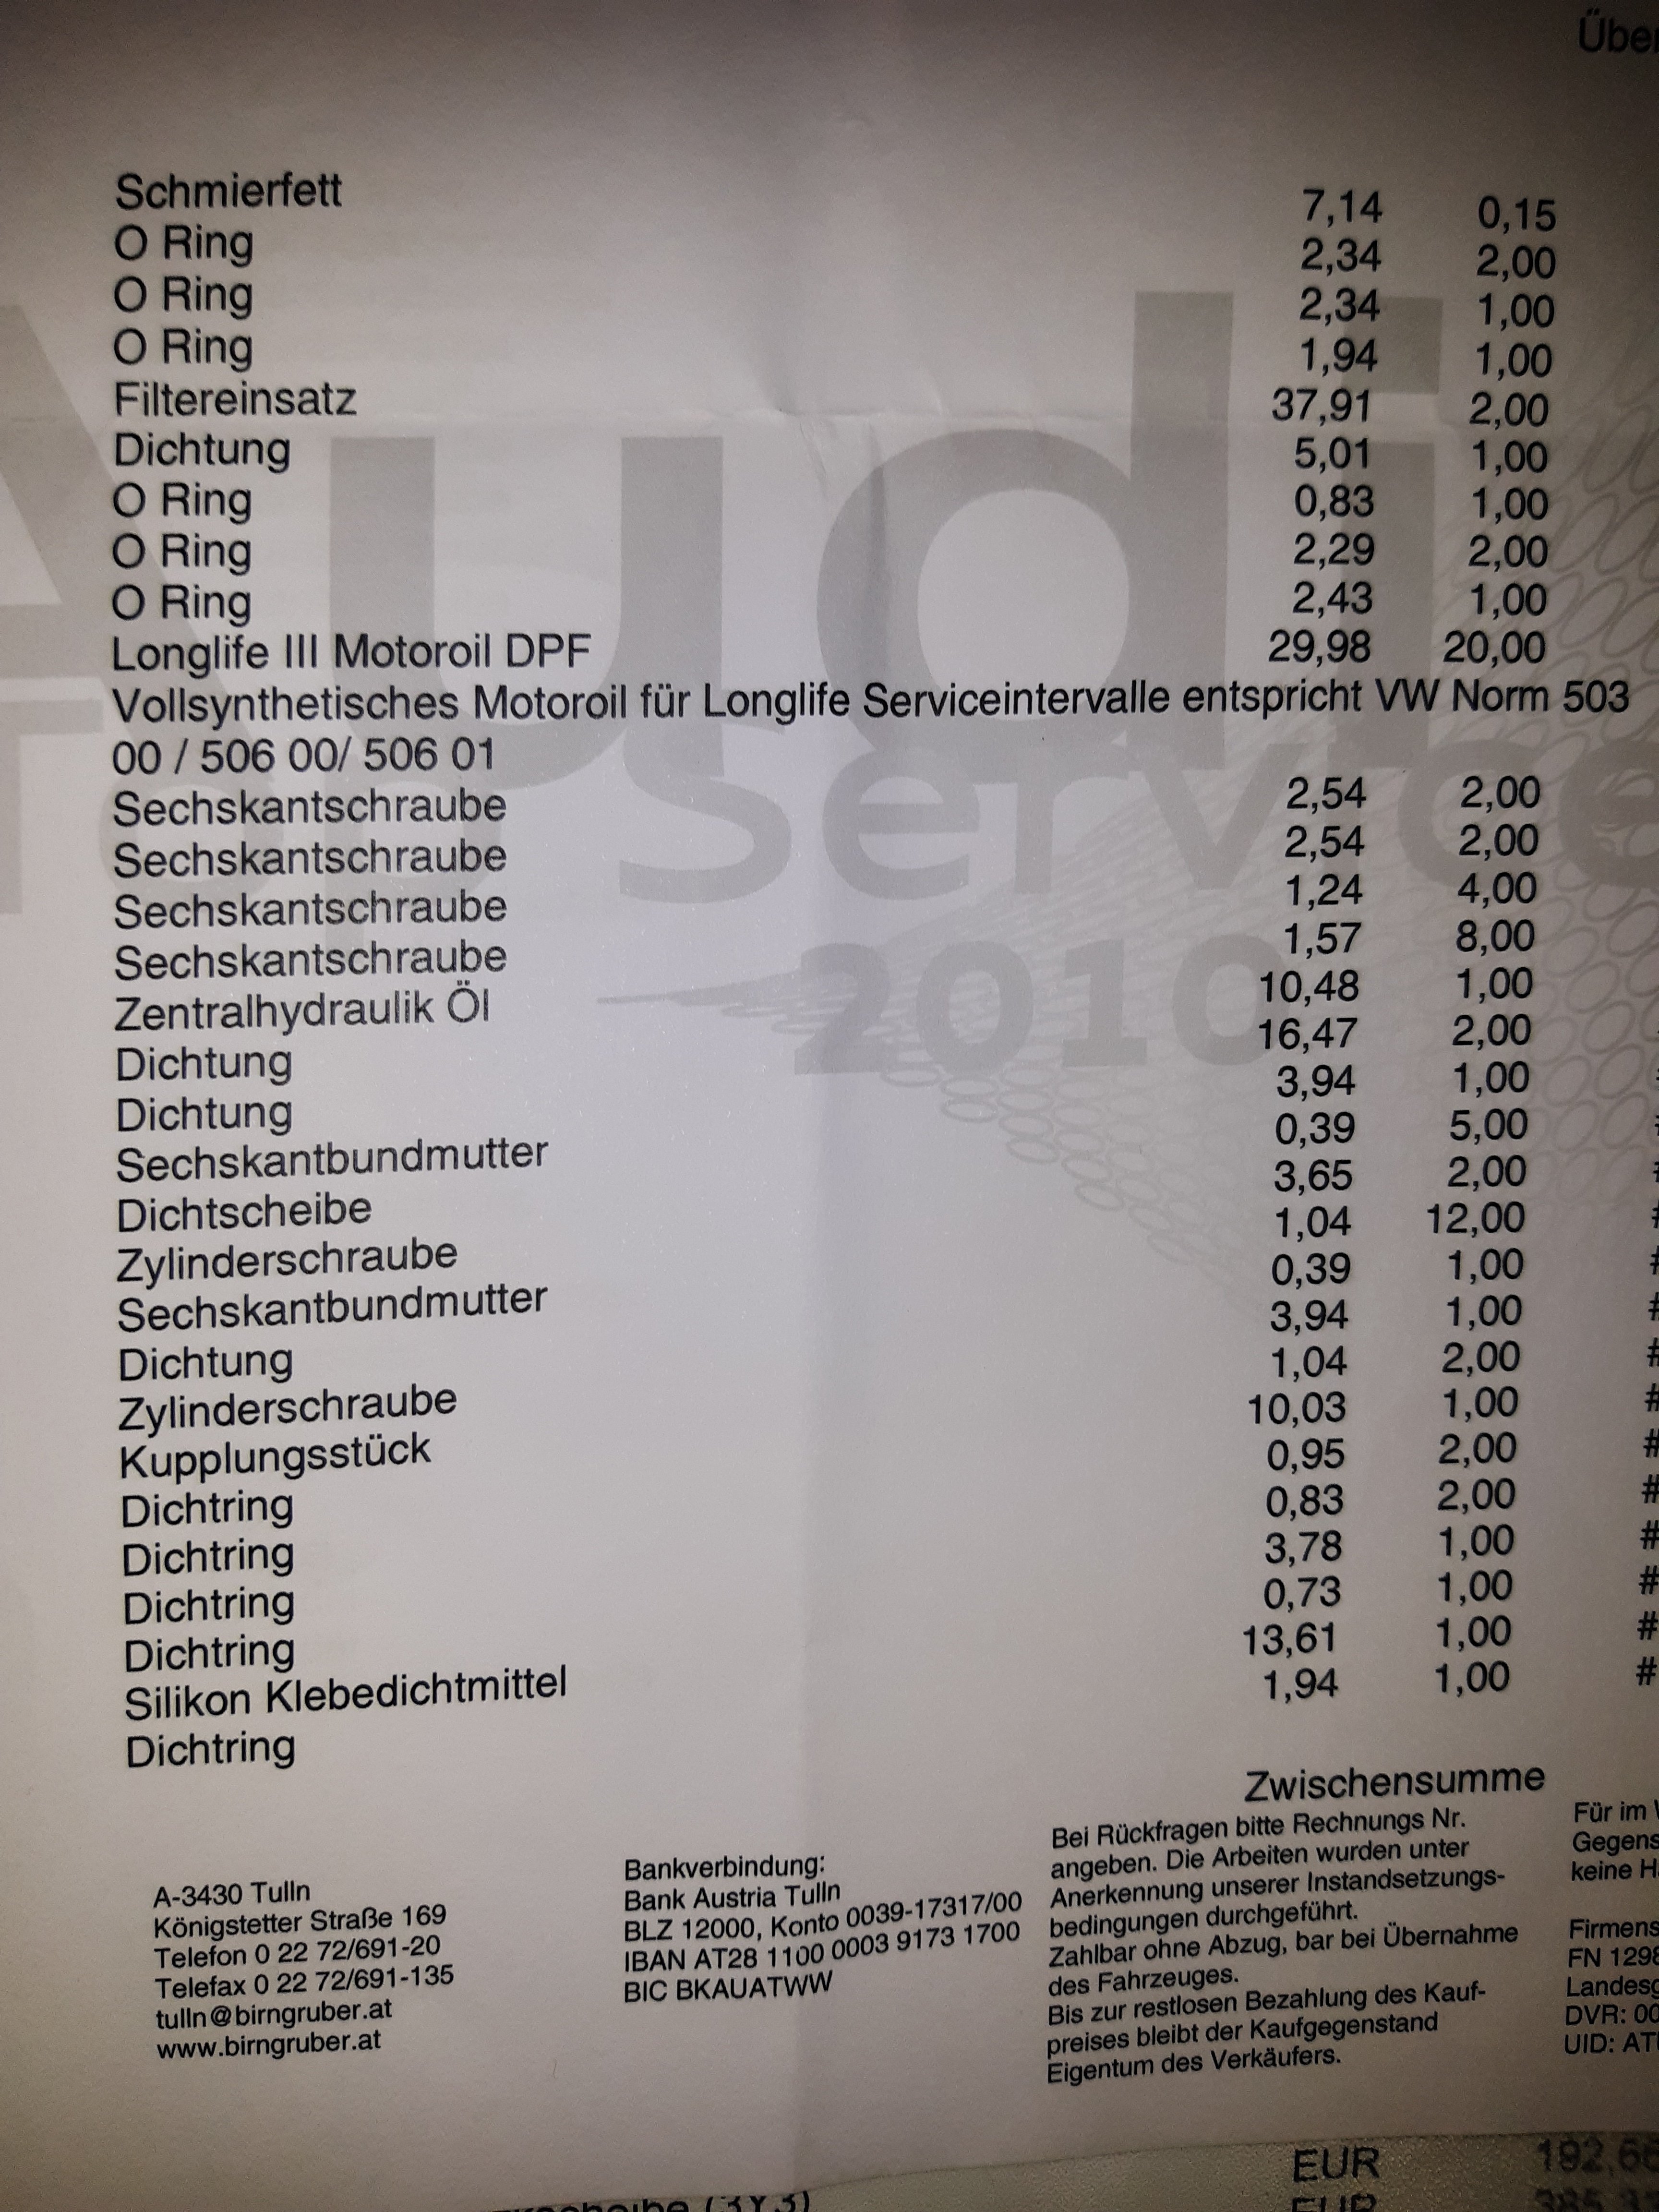 Schmierfett 7,14 0,15
O Ring 2,34 2,00
O Ring 2,34 1,00
O Ring 1,94 1,00
Filtereinsatz 37,91 2,00
Dichtung 5,01 1,00
O Ring 0,83 1,00
O Ring 2,29 2,00
O Ring 2,43 1,00
Longlife III Motoroil DPF 29,98 20,00
Vollsynthetisches Motoroil für Longlife Serviceintervalle entspricht VW Norm 503
00 / 506 00/ 506 01
Sechskantschraube 2,54 2,00
Sechskantschraube 2,54 2,00
Sechskantschraube 1,24 4,00
Sechskantschraube 1,57 8,00
Zentralhydraulik Öl 10,48 1,00
Dichtung 16,47 2,00
Dichtung 3,94 1,00
Sechskantbundmutter 0,39 5,00
Dichtscheibe 3,65 2,00
Zylinderschraube 1,04 12,00 #
Sechskantbundmutter 0,39 1,00 #
Dichtung 3,94 1,00 #
Zylinderschraube 1,04 2,00 #
Kupplungsstück 10,03 1,00 #
Dichtring 0,95 2,00 #
Dichtring 0,83 2,00 #
Dichtring 3,78 1,00 #
Dichtring 0,73 1,00 #
Silikon Klebedichtmittel 13,61 1,00 #
Dichtring 1,94 1,00 #
Audi
Top Service
2010
Zwischensumme
A-3430 Tulln
Königstetter Straße 169
Telefon 0 22 72/691-20
Telefax 0 22 72/691-135
tulln@birngruber.at
www.birngruber.at
Bankverbindung:
Bank Austria Tulln
BLZ 12000, Konto 0039-17317/00
IBAN AT28 1100 0003 9173 1700
BIC BKAUATWW
Bei Rückfragen bitte Rechnungs Nr.
angeben. Die Arbeiten wurden unter
Anerkennung unserer Instandsetzungs-
bedingungen durchgeführt.
Zahlbar ohne Abzug, bar bei Übernahme
des Fahrzeuges.
Bis zur restlosen Bezahlung des Kauf-
preises bleibt der Kaufgegenstand
Eigentum des Verkäufers.
Für im
keine
DVR:
UID:
EUR
EUR